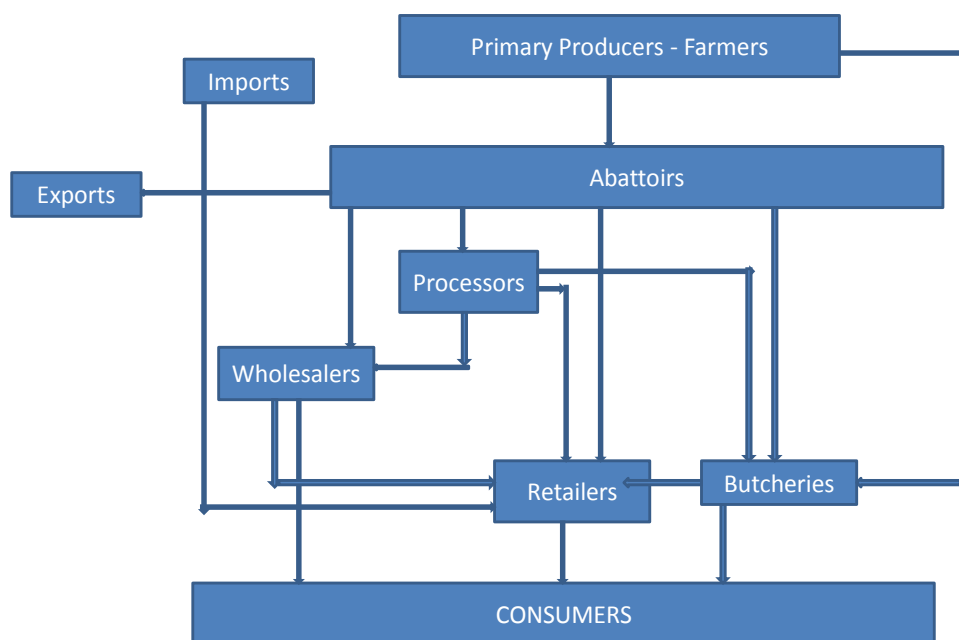 Primary Producers - Farmers
Imports
Abattoirs
Exports
Processors
Wholesalers
Retailers
Butcheries
CONSUMERS